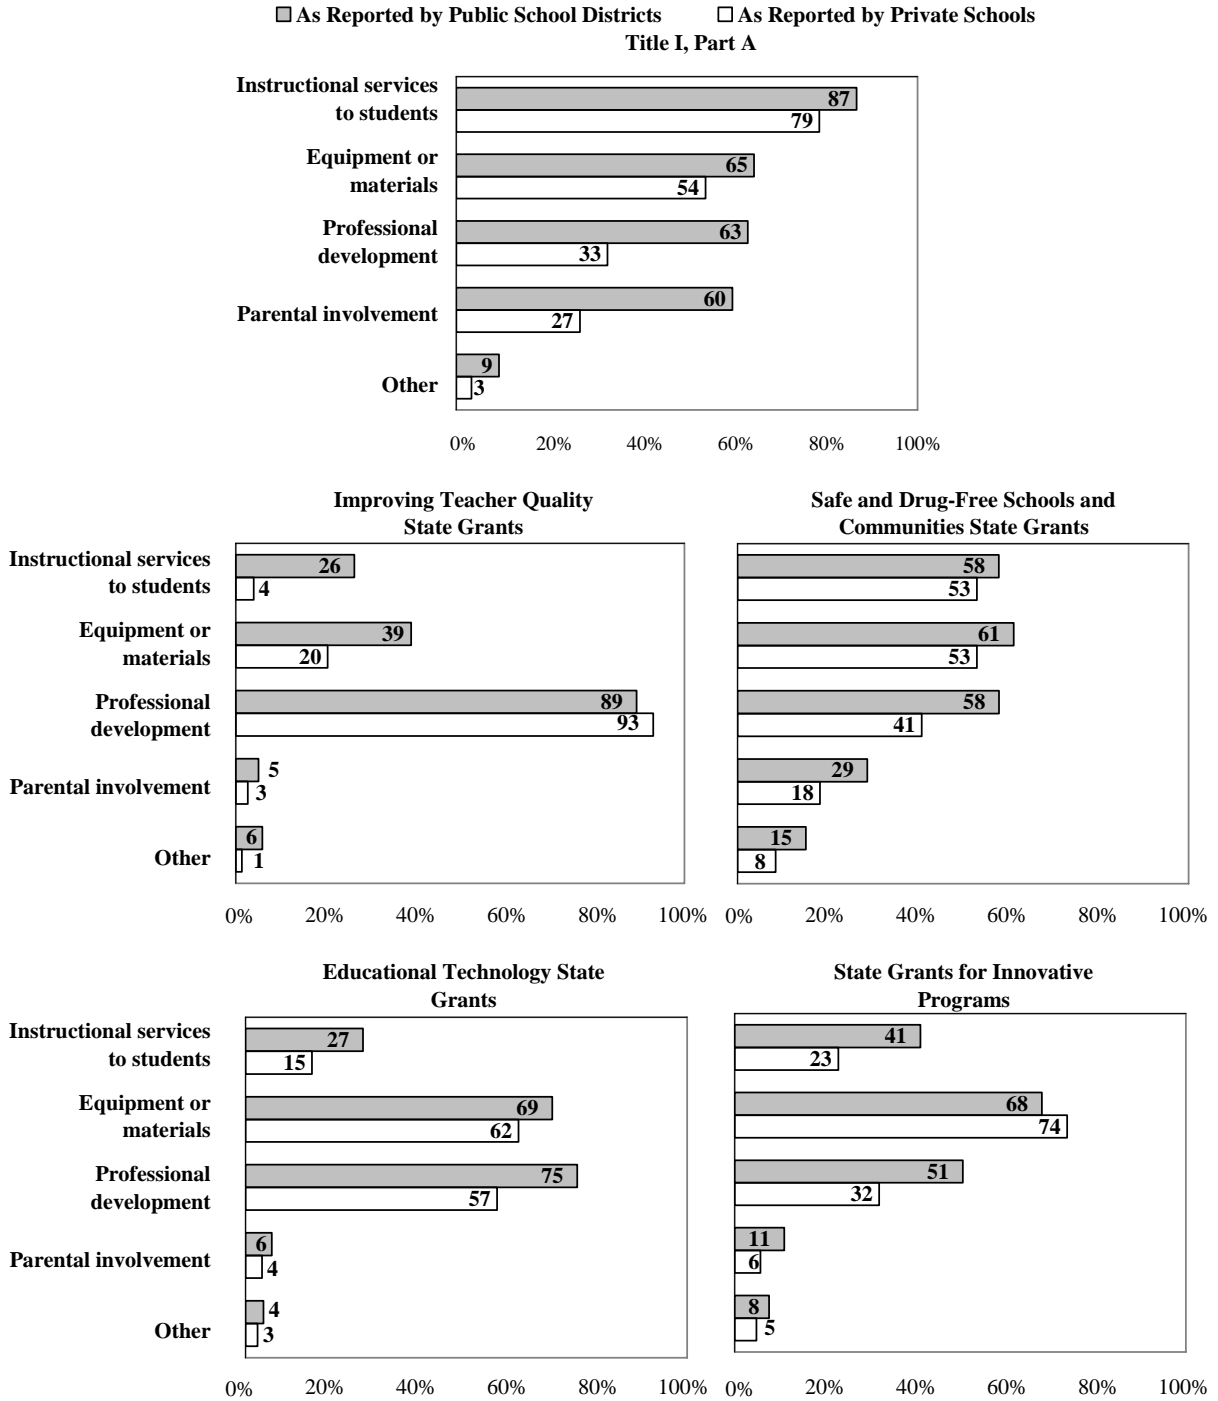 As Reported by Public School Districts As Reported by Private Schools
Title I, Part A
Instructional services
to students
87
79
Equipment or
materials
65
54
Professional
development
63
33
Parental involvement
60
27
Other
9
3
0% 20% 40% 60% 80% 100%
Improving Teacher Quality
State Grants
Instructional services
to students
26
4
Equipment or
materials
39
20
Professional
development
89
93
Parental involvement
5
3
Other
6
1
0% 20% 40% 60% 80% 100%
Safe and Drug-Free Schools and
Communities State Grants
58
53
61
53
58
41
29
18
15
8
0% 20% 40% 60% 80% 100%
Educational Technology State
Grants
Instructional services
to students
27
15
Equipment or
materials
69
62
Professional
development
75
57
Parental involvement
6
4
Other
4
3
0% 20% 40% 60% 80% 100%
State Grants for Innovative
Programs
41
23
68
74
51
32
11
6
8
5
0% 20% 40% 60% 80% 100%